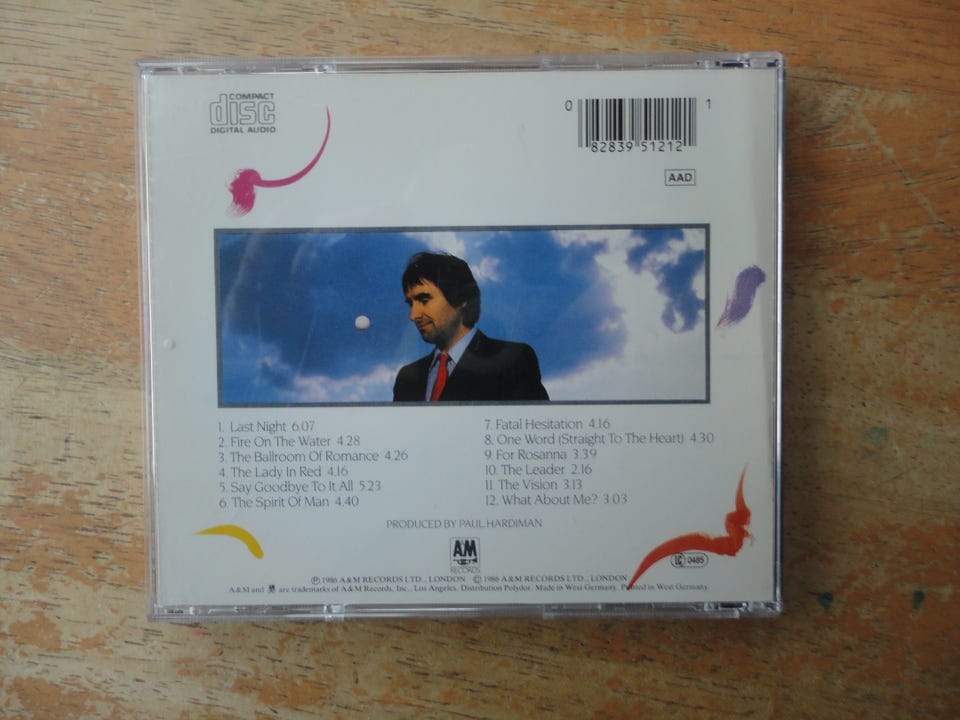 COMPACT
disc
DIGITAL AUDIO
0 82839 51212 1
AAD
1. Last Night 6.07
2. Fire On The Water 4.28
3. The Ballroom Of Romance 4.26
4. The Lady In Red 4.16
5. Say Goodbye To It All 5.23
6. The Spirit Of Man 4.40
7. Fatal Hesitation 4.16
8. One Word (Straight To The Heart) 4.30
9. For Rosanna 3.39
10. The Leader 2.16
11. The Vision 3.13
12. What About Me? 3.03
PRODUCED BY PAUL HARDIMAN
A&M
RECORDS
LC 0485
℗ 1986 A&M RECORDS LTD., LONDON © 1986 A&M RECORDS LTD., LONDON
A&M and A&M are trademarks of A&M Records, Inc., Los Angeles. Distribution Polydor. Made in West Germany. Printed in West Germany.